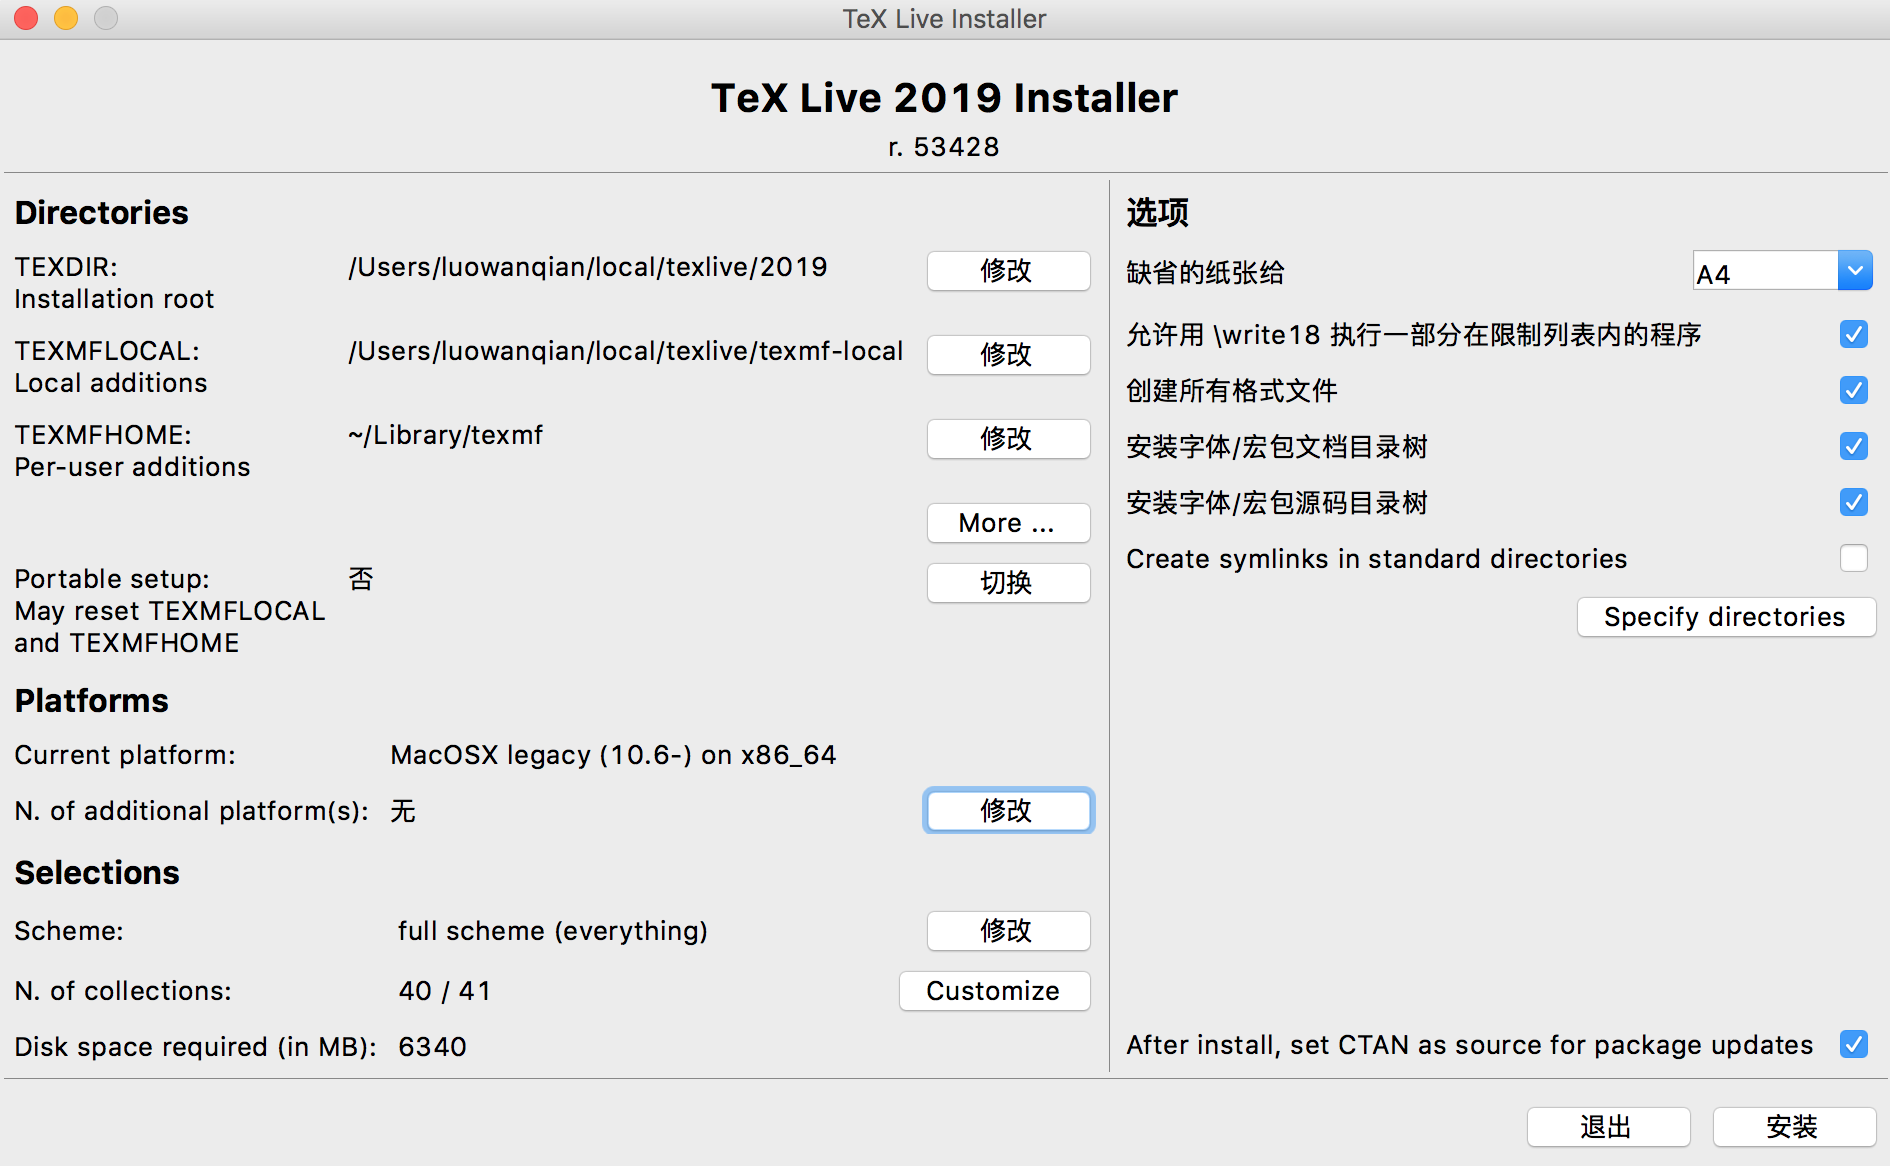 TeX Live Installer
TeX Live 2019 Installer
r. 53428
Directories
TEXDIR: /Users/luowanqian/local/texlive/2019 修改
Installation root
TEXMFLOCAL: /Users/luowanqian/local/texlive/texmf-local 修改
Local additions
TEXMFHOME: ~/Library/texmf 修改
Per-user additions
More ...
Portable setup: 否 切换
May reset TEXMFLOCAL
and TEXMFHOME
Platforms
Current platform: MacOSX legacy (10.6-) on x86_64
N. of additional platform(s): 无 修改
Selections
Scheme: full scheme (everything) 修改
N. of collections: 40 / 41 Customize
Disk space required (in MB): 6340
选项
缺省的纸张给 A4
允许用 \write18 执行一部分在限制列表内的程序
创建所有格式文件
安装字体/宏包文档目录树
安装字体/宏包源码目录树
Create symlinks in standard directories
Specify directories
After install, set CTAN as source for package updates
退出 安装